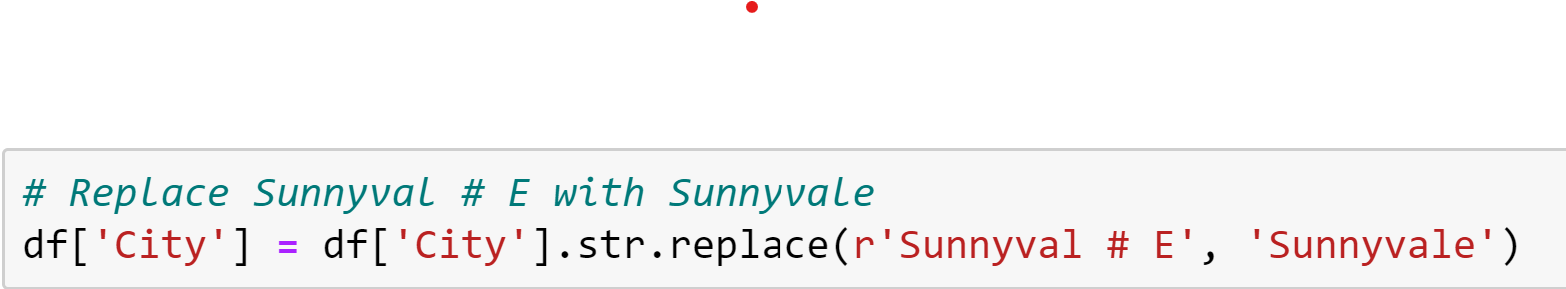 # Replace Sunnyval # E with Sunnyvale
df['City'] = df['City'].str.replace(r'Sunnyval # E', 'Sunnyvale')